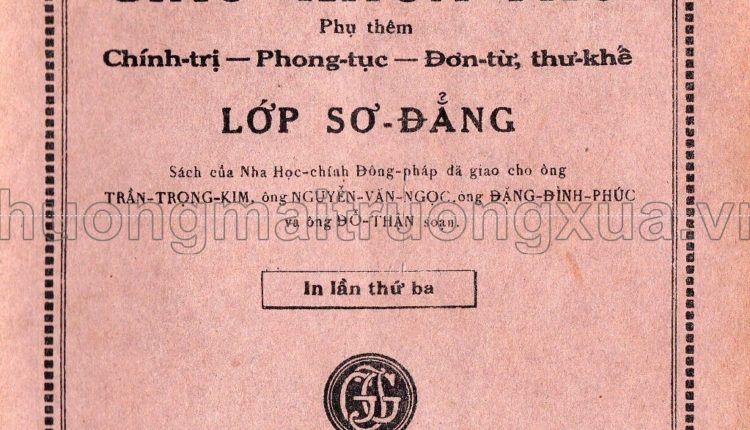 Phụ thêm
Chính-trị — Phong-tục — Đơn-từ, thư-khế
LỚP SƠ-ĐẲNG
Sách của Nha Học-chính Đông-pháp đã giao cho ông
TRẦN-TRỌNG-KIM, ông NGUYỄN-VĂN-NGỌC, ông ĐẶNG-ĐÌNH-PHÚC
và ông ĐỖ-THẬN soạn.
huongmaitruongxua.v
In lần thứ ba